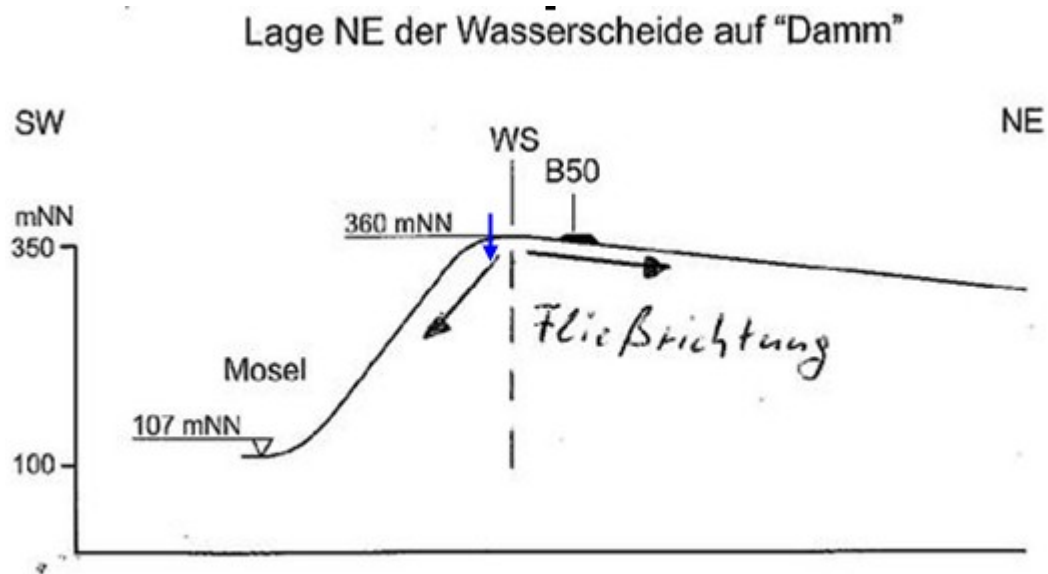 Lage NE der Wasserscheide auf “Damm”
SW
NE
WS
B50
mNN
360 mNN
350
Fließrichtung
Mosel
107 mNN
100